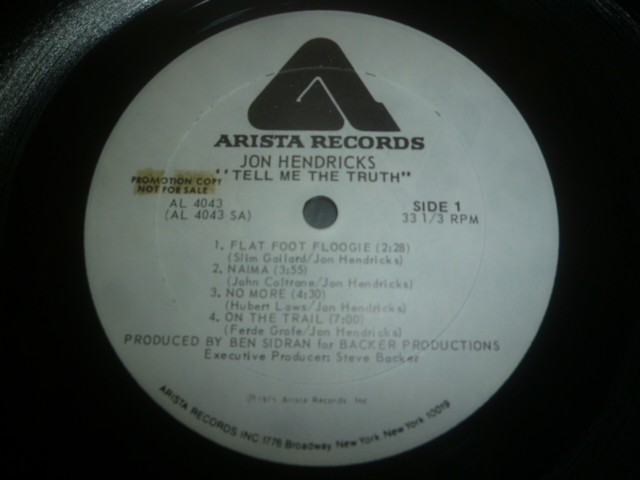 ARISTA RECORDS
JON HENDRICKS
"TELL ME THE TRUTH"
PROMOTION COPY
NOT FOR SALE
AL 4043
(AL 4043 SA)
SIDE 1
33 1/3 RPM
1. FLAT FOOT FLOOGIE (2:28)
(Slim Gallard/Jon Hendricks)
2. NAIMA (3:55)
(John Coltrane/Jon Hendricks)
3. NO MORE (4:30)
(Hubert Laws/Jon Hendricks)
4. ON THE TRAIL (7:00)
(Ferde Grofe/Jon Hendricks)
PRODUCED BY BEN SIDRAN for BACKER PRODUCTIONS
Executive Producer: Steve Backer
℗1975 Arista Records, Inc.
ARISTA RECORDS INC. 1776 Broadway, New York, New York 10019